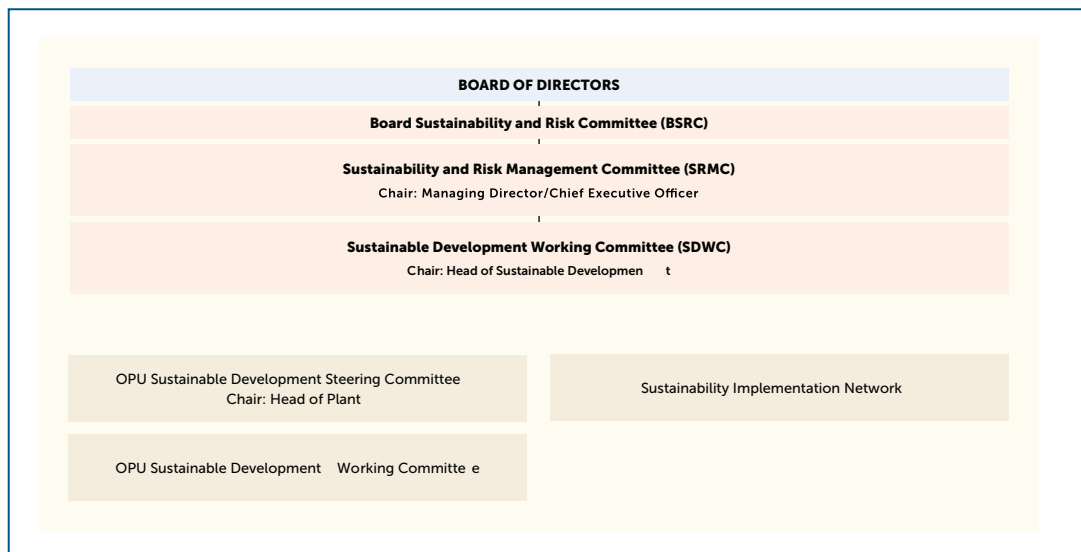 BOARD OF DIRECTORS
Board Sustainability and Risk Committee (BSRC)
Sustainability and Risk Management Committee (SRMC)
Chair: Managing Director/Chief Executive Officer
Sustainable Development Working Committee (SDWC)
Chair: Head of Sustainable Developmen t
OPU Sustainable Development Steering Committee
Chair: Head of Plant
Sustainability Implementation Network
OPU Sustainable Development Working Committe e